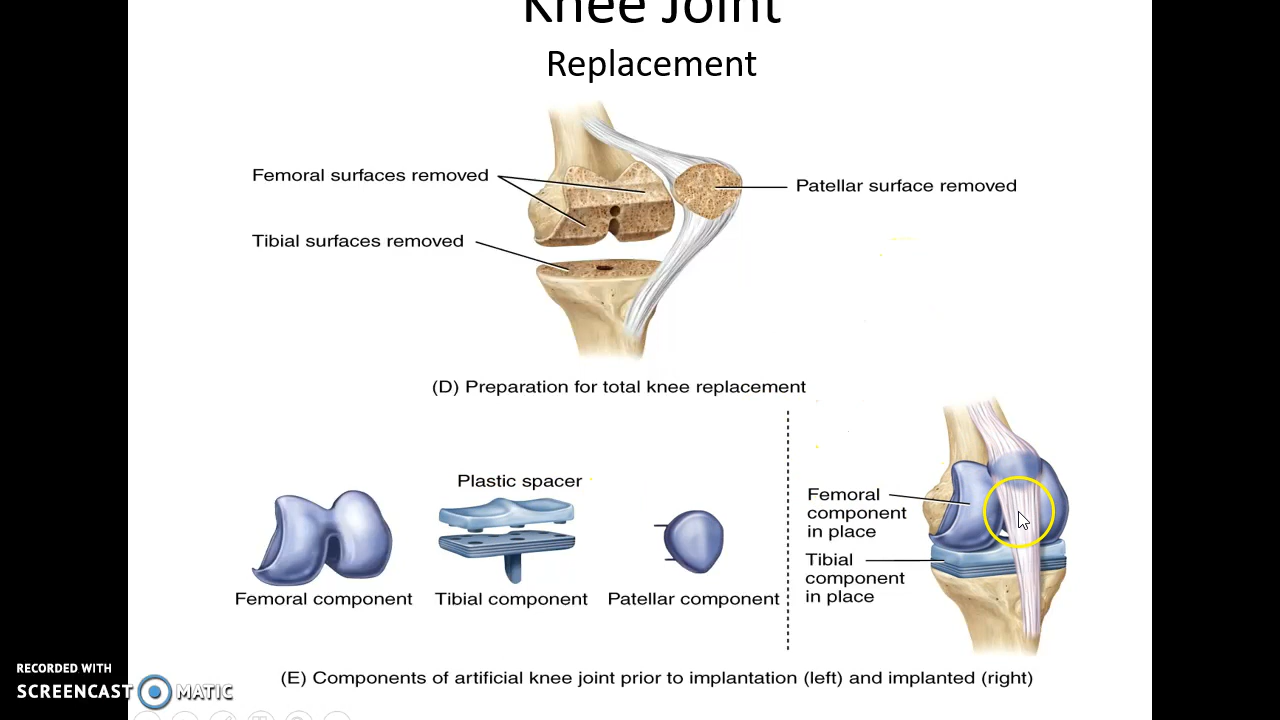 Knee Joint
Replacement
Femoral surfaces removed
Patellar surface removed
Tibial surfaces removed
(D) Preparation for total knee replacement
Plastic spacer
Femoral
component
in place
Tibial
component
in place
Femoral component
Tibial component
Patellar component
(E) Components of artificial knee joint prior to implantation (left) and implanted (right)
RECORDED WITH
SCREENCAST MATIC